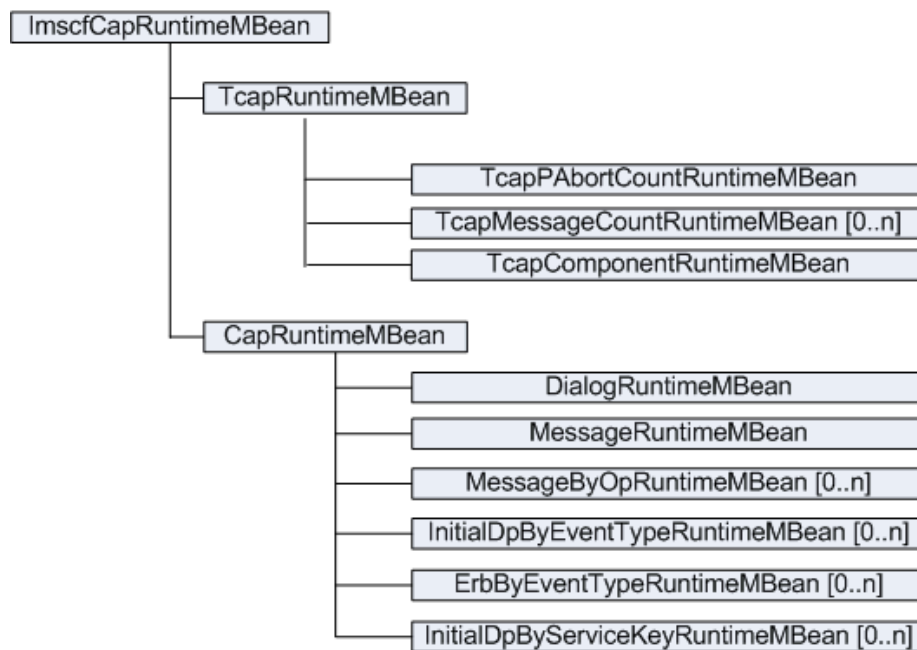 ImscfCapRuntimeMBean
TcapRuntimeMBean
TcapPAbortCountRuntimeMBean
TcapMessageCountRuntimeMBean [0..n]
TcapComponentRuntimeMBean
CapRuntimeMBean
DialogRuntimeMBean
MessageRuntimeMBean
MessageByOpRuntimeMBean [0..n]
InitialDpByEventTypeRuntimeMBean [0..n]
ErbByEventTypeRuntimeMBean [0..n]
InitialDpByServiceKeyRuntimeMBean [0..n]